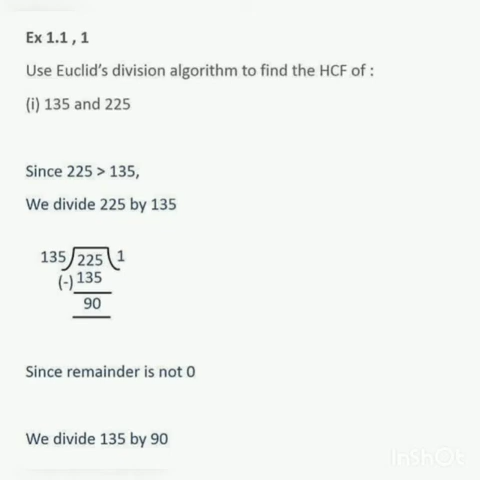 Ex 1.1 , 1
Use Euclid's division algorithm to find the HCF of :
(i) 135 and 225
Since 225 > 135,
We divide 225 by 135
135 225 1
(-) 135
90
Since remainder is not 0
We divide 135 by 90
InShOt